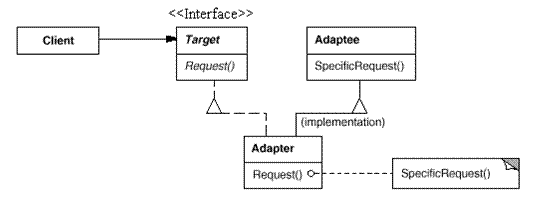 <<Interface>>
Client
Target
Adaptee
Request()
SpecificRequest()
(implementation)
Adapter
Request()
SpecificRequest()